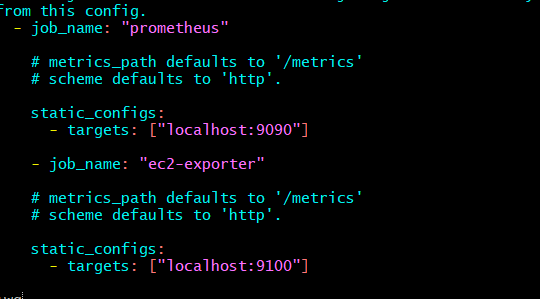 from this config.
- job_name: "prometheus"
# metrics_path defaults to '/metrics'
# scheme defaults to 'http'.
static_configs:
- targets: ["localhost:9090"]
- job_name: "ec2-exporter"
# metrics_path defaults to '/metrics'
# scheme defaults to 'http'.
static_configs:
- targets: ["localhost:9100"]